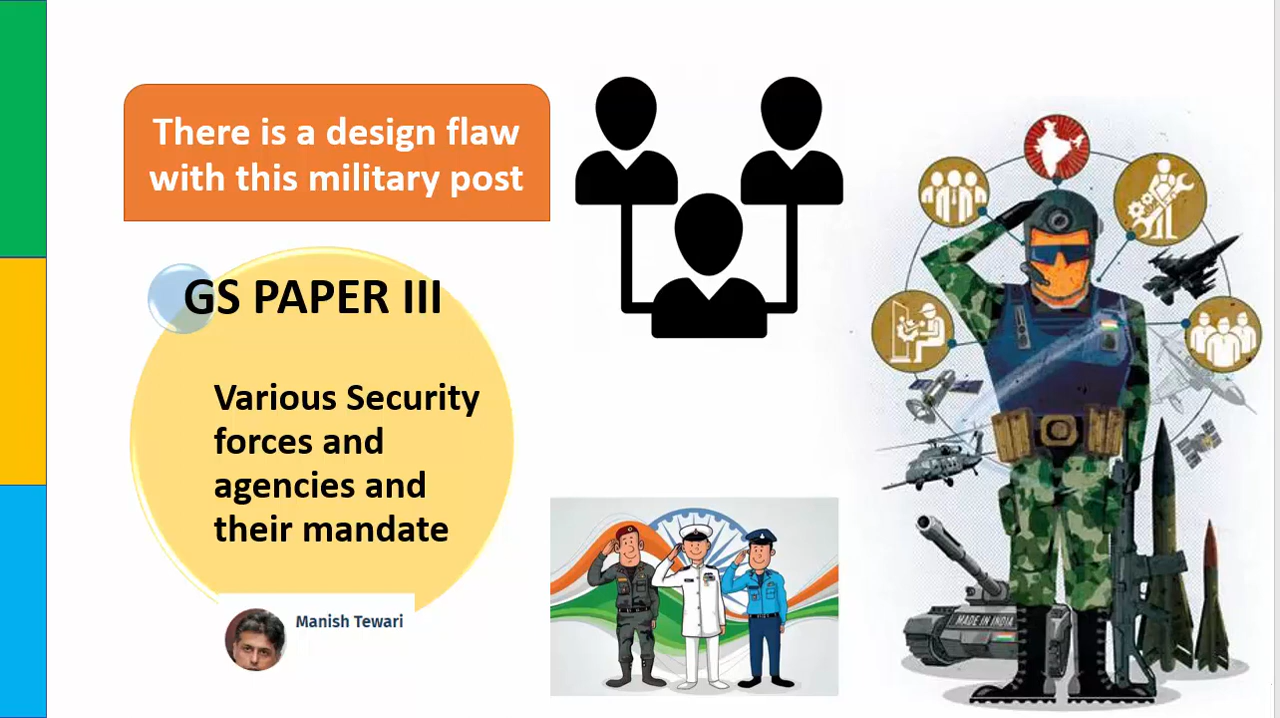 There is a design flaw
with this military post
GS PAPER III
Various Security
forces and
agencies and
their mandate
Manish Tewari
MADE IN INDIA